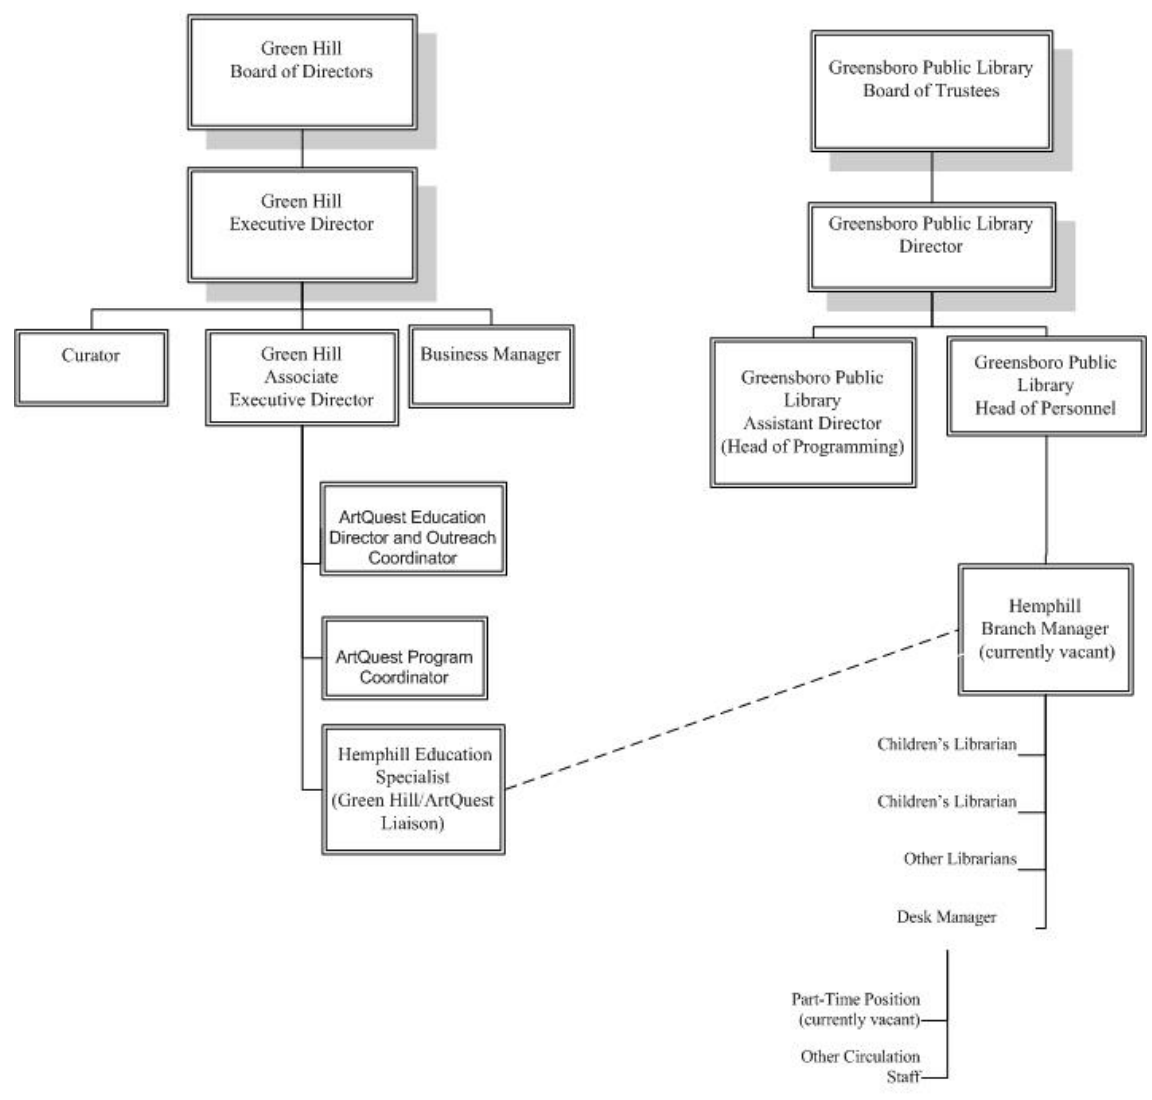 Green Hill
Board of Directors
Green Hill
Executive Director
Curator
Green Hill
Associate
Executive Director
Business Manager
ArtQuest Education
Director and Outreach
Coordinator
ArtQuest Program
Coordinator
Hemphill Education
Specialist
(Green Hill/ArtQuest
Liaison)
Greensboro Public Library
Board of Trustees
Greensboro Public Library
Director
Greensboro Public
Library
Assistant Director
(Head of Programming)
Greensboro Public
Library
Head of Personnel
Hemphill
Branch Manager
(currently vacant)
Children’s Librarian
Children’s Librarian
Other Librarians
Desk Manager
Part-Time Position
(currently vacant)
Other Circulation
Staff